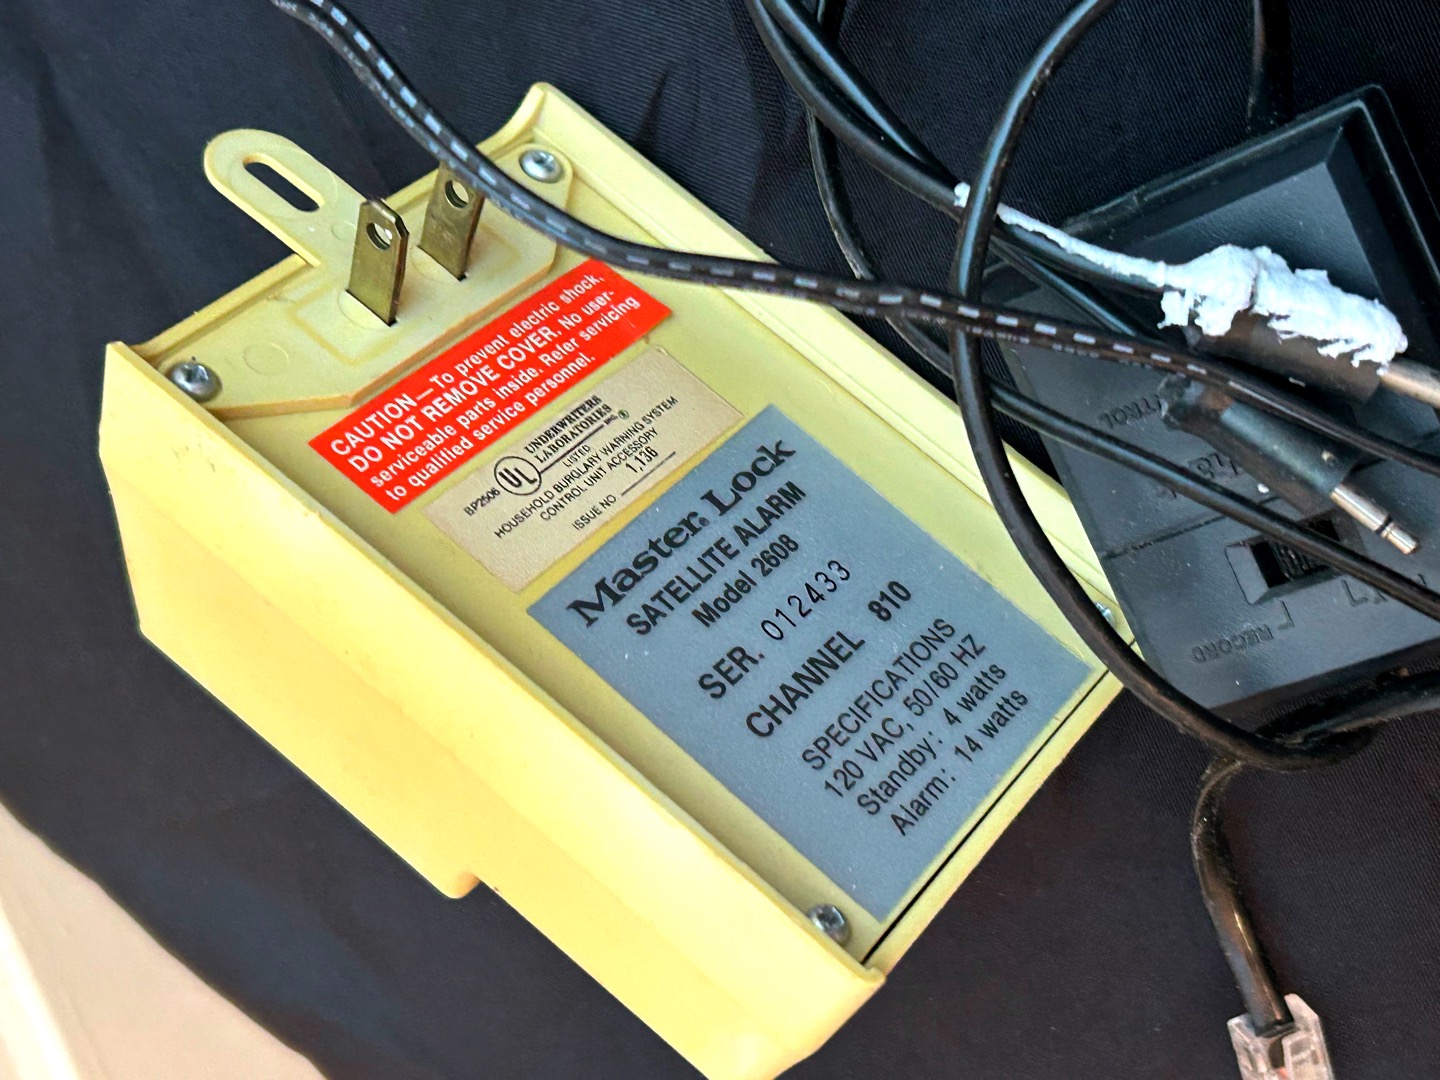 CAUTION—To prevent electric shock,
DO NOT REMOVE COVER. No user-
serviceable parts inside. Refer servicing
to qualified service personnel.
BP2506
UL
UNDERWRITERS
LABORATORIES
INC.®
LISTED
HOUSEHOLD BURGLARY WARNING SYSTEM
CONTROL UNIT ACCESSORY
ISSUE NO. 1,136
Master Lock
SATELLITE ALARM
Model 2608
SER. 012433
CHANNEL 810
SPECIFICATIONS
120 VAC, 50/60 HZ
Standby: 4 watts
Alarm: 14 watts
RECORD